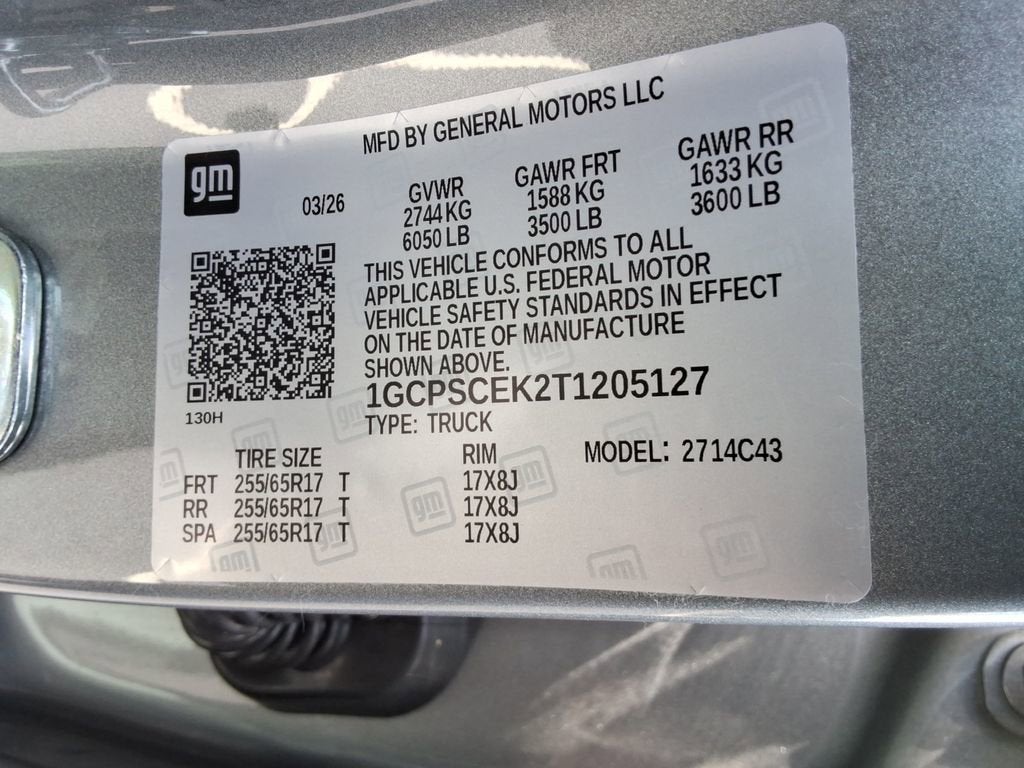 MFD BY GENERAL MOTORS LLC
gm
03/26
GVWR
2744 KG
6050 LB
GAWR FRT
1588 KG
3500 LB
GAWR RR
1633 KG
3600 LB
THIS VEHICLE CONFORMS TO ALL
APPLICABLE U.S. FEDERAL MOTOR
VEHICLE SAFETY STANDARDS IN EFFECT
ON THE DATE OF MANUFACTURE
SHOWN ABOVE.
1GCPSCEK2T1205127
130H
TYPE: TRUCK
TIRE SIZE RIM MODEL: 2714C43
FRT 255/65R17 T 17X8J
RR 255/65R17 T 17X8J
SPA 255/65R17 T 17X8J